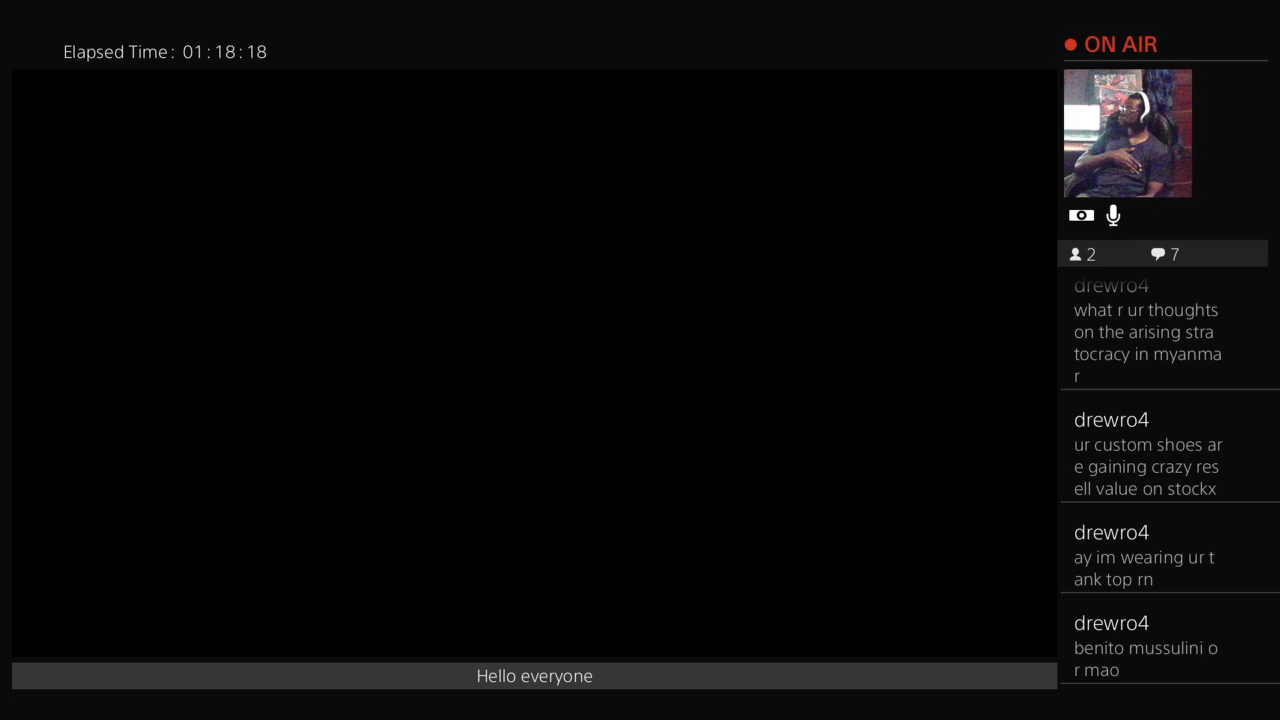 Elapsed Time: 01:18:18
ON AIR
2 7
drewro4
what r ur thoughts
on the arising stra
tocracy in myanma
r
drewro4
ur custom shoes ar
e gaining crazy res
ell value on stockx
drewro4
ay im wearing ur t
ank top rn
drewro4
benito mussulini o
r mao
Hello everyone